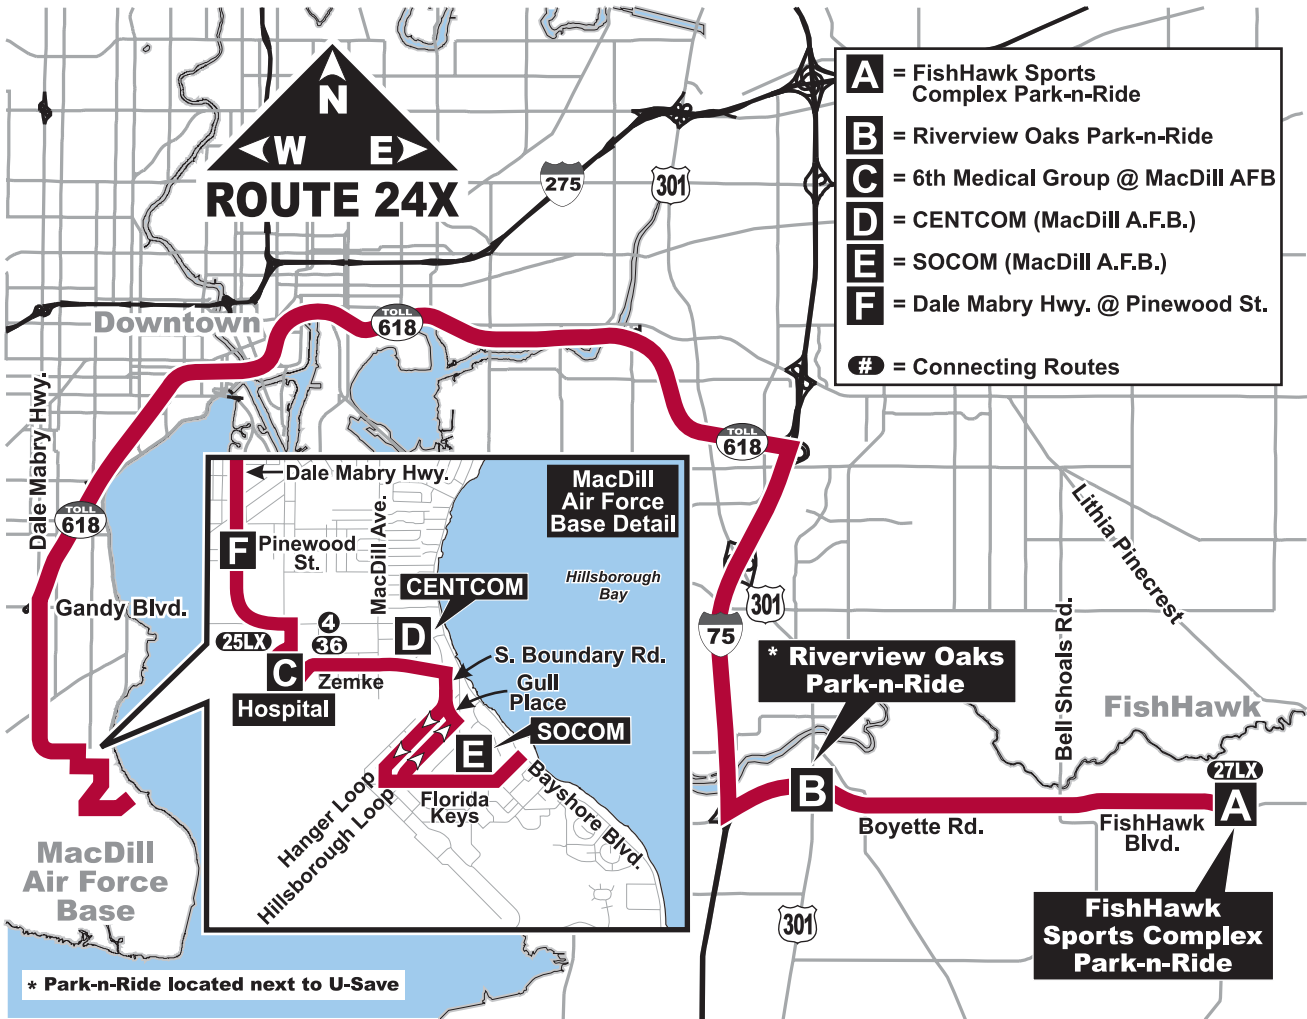 N
W E
ROUTE 24X
A = FishHawk Sports
Complex Park-n-Ride
B = Riverview Oaks Park-n-Ride
C = 6th Medical Group @ MacDill AFB
D = CENTCOM (MacDill A.F.B.)
E = SOCOM (MacDill A.F.B.)
F = Dale Mabry Hwy. @ Pinewood St.
# = Connecting Routes
275
301
Downtown
TOLL
618
TOLL
618
Dale Mabry Hwy.
TOLL
618
Gandy Blvd.
Dale Mabry Hwy.
MacDill
Air Force
Base Detail
F
Pinewood
St.
MacDill Ave.
CENTCOM
Hillsborough
Bay
D
4
36
25LX
C
Hospital
Zemke
S. Boundary Rd.
Gull
Place
SOCOM
E
Hanger Loop
Hillsborough Loop
Florida
Keys
Bayshore Blvd.
301
75
Lithia Pinecrest
Bell Shoals Rd.
* Riverview Oaks
Park-n-Ride
FishHawk
B
27LX
A
Boyette Rd.
FishHawk
Blvd.
MacDill
Air Force
Base
301
FishHawk
Sports Complex
Park-n-Ride
* Park-n-Ride located next to U-Save